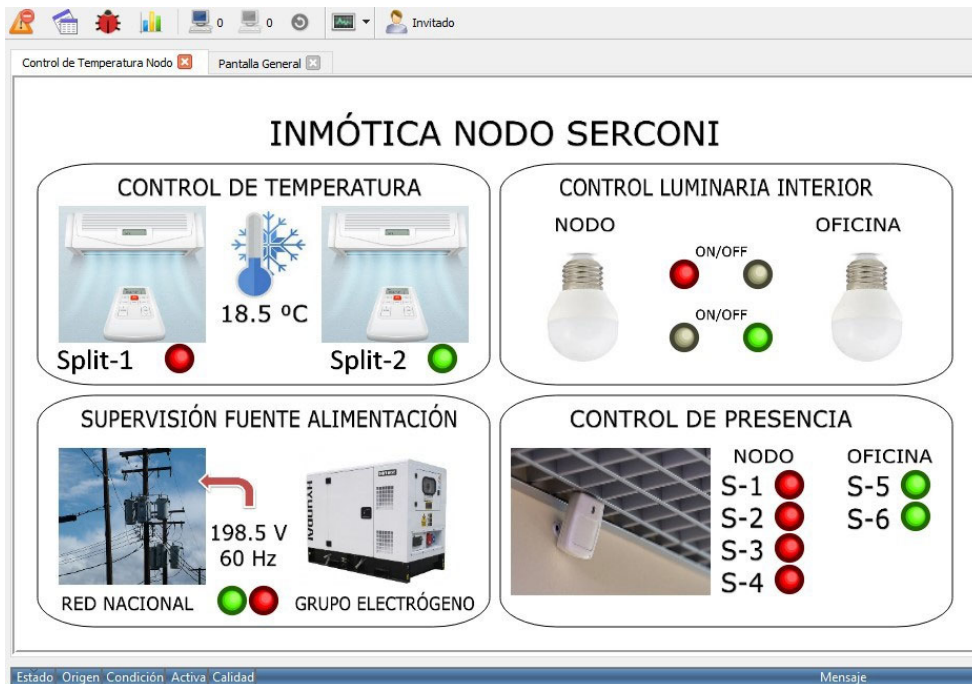 0
0
Invitado
Control de Temperatura Nodo
Pantalla General
INMÓTICA NODO SERCONI
CONTROL DE TEMPERATURA
18.5 ºC
Split-1
Split-2
CONTROL LUMINARIA INTERIOR
NODO
OFICINA
ON/OFF
ON/OFF
SUPERVISIÓN FUENTE ALIMENTACIÓN
HYUNDAI
198.5 V
60 Hz
RED NACIONAL
GRUPO ELECTRÓGENO
CONTROL DE PRESENCIA
NODO
OFICINA
S-1
S-5
S-2
S-6
S-3
S-4
Estado Origen Condición Activa Calidad Mensaje